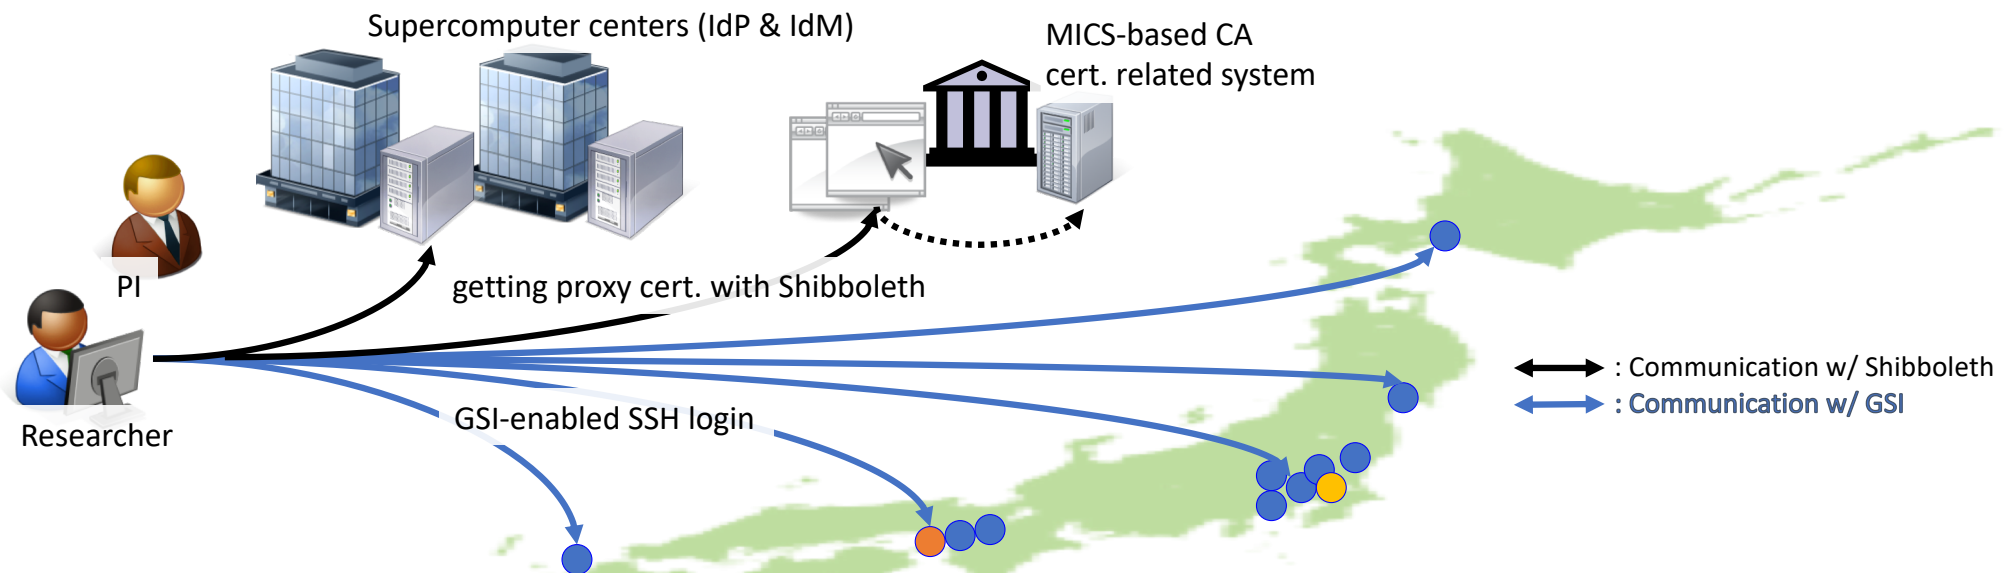 Supercomputer centers (IdP & IdM)
MICS-based CA
cert. related system
PI
getting proxy cert. with Shibboleth
Researcher
GSI-enabled SSH login
: Communication w/ Shibboleth
: Communication w/ GSI